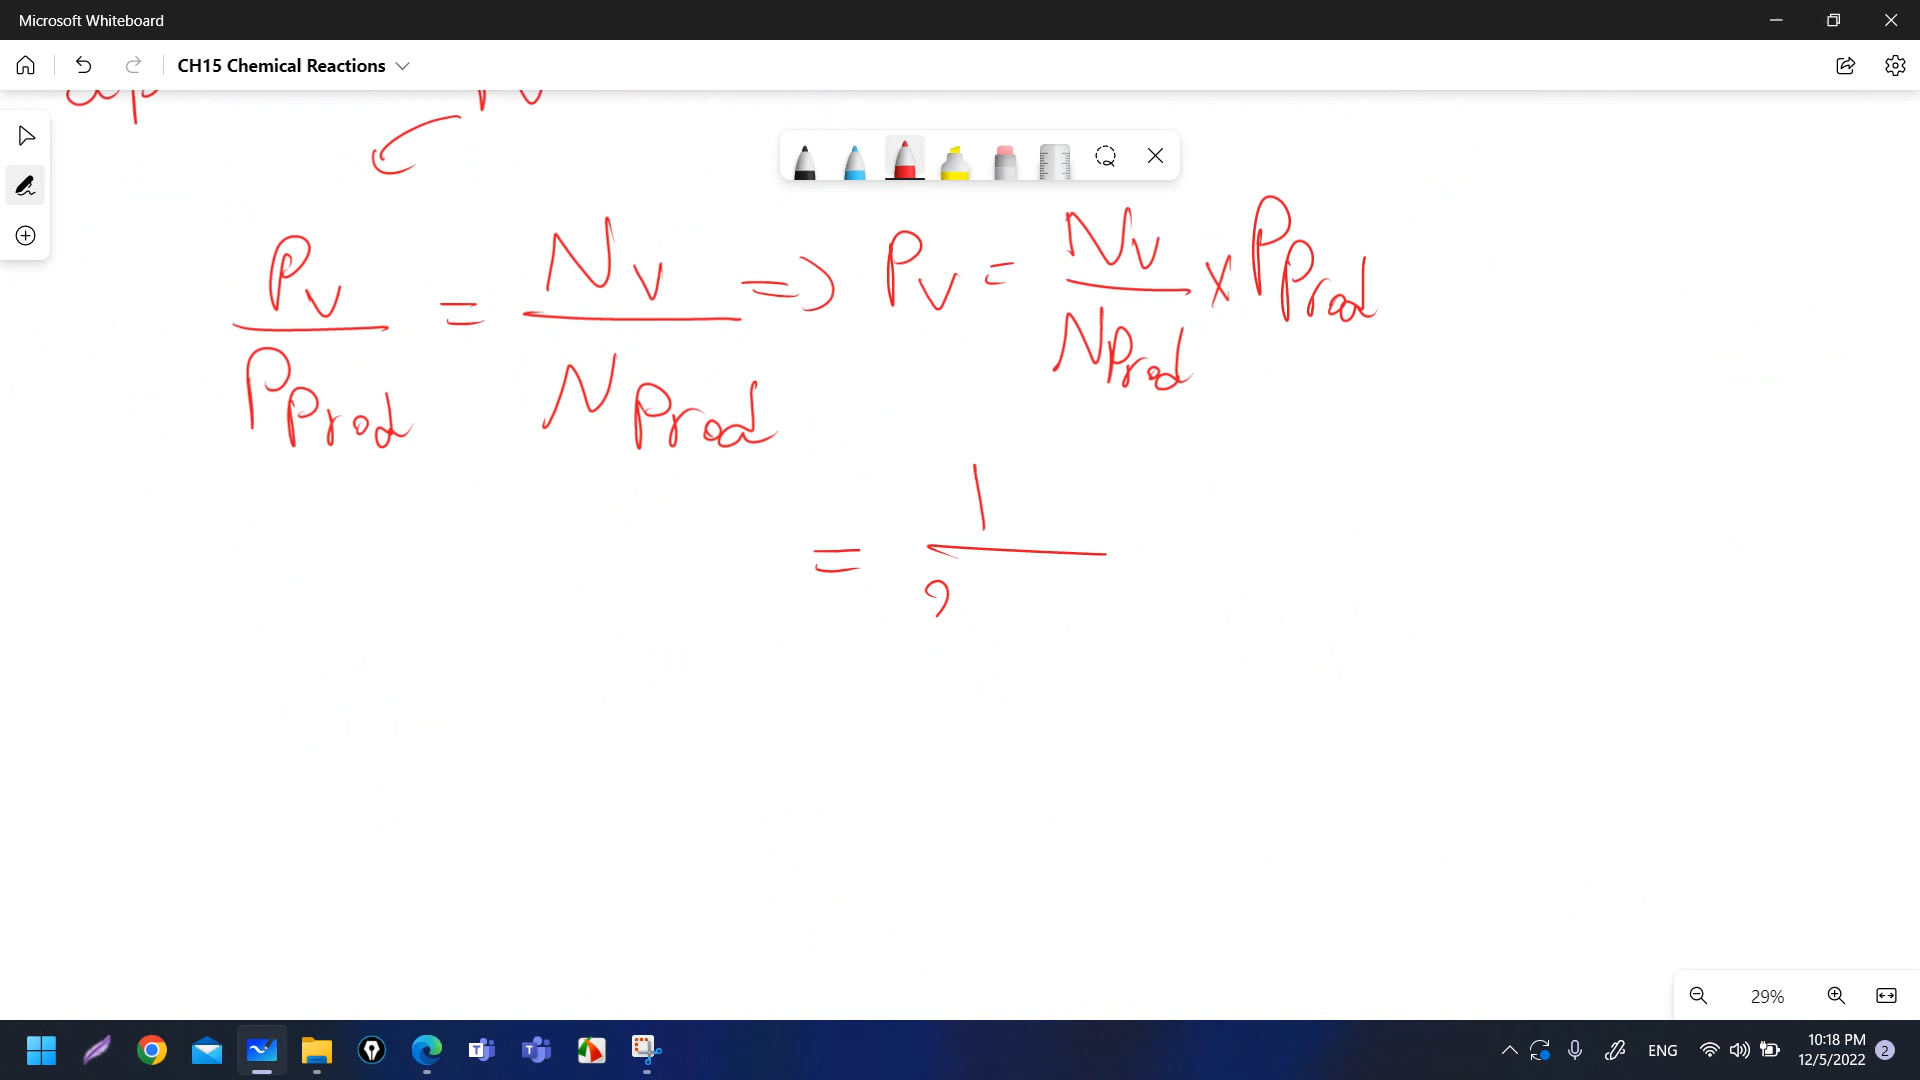 Microsoft Whiteboard
CH15 Chemical Reactions
Pv / PProd = Nv / NProd => Pv = Nv / NProd x PProd
= 1 /
29%
ENG
10:18 PM
12/5/2022
2